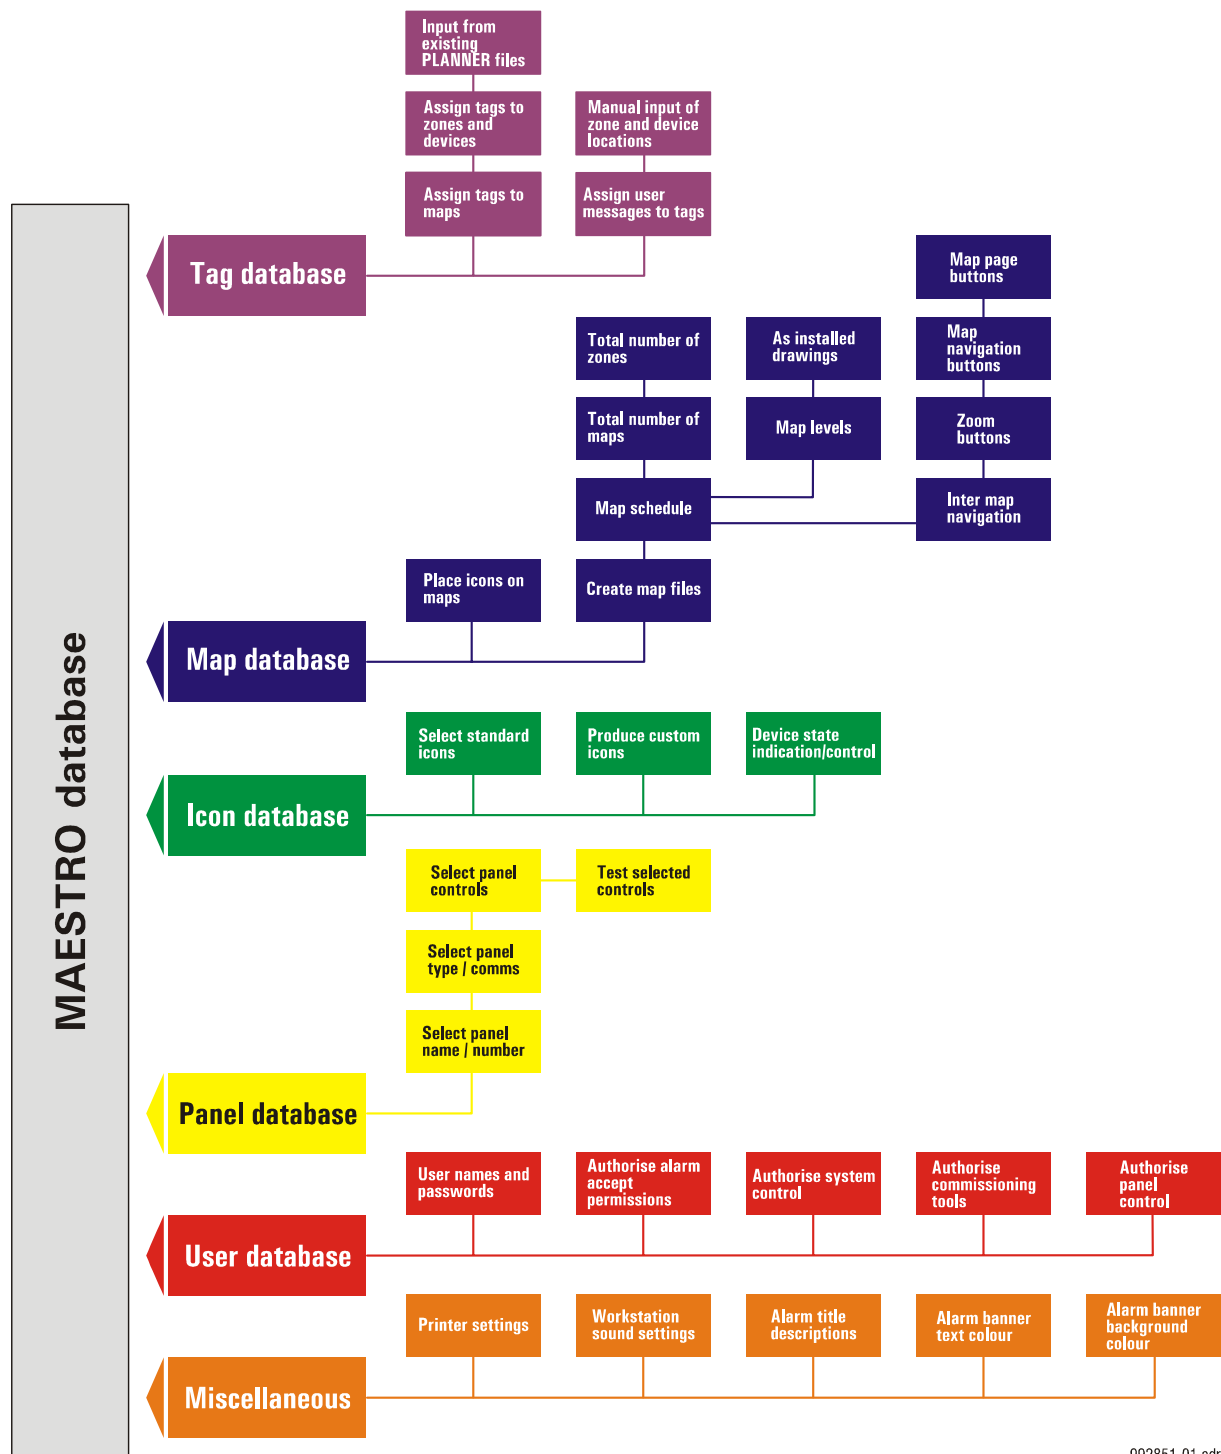 Input from
existing
PLANNER files
Assign tags to
zones and
devices
Manual input of
zone and device
locations
Assign tags to
maps
Assign user
messages to tags
Tag database
Map page
buttons
Total number of
zones
As installed
drawings
Map
navigation
buttons
Total number of
maps
Map levels
Zoom
buttons
Map schedule
Inter map
navigation
Place icons on
maps
Create map files
Map database
MAESTRO database
Select standard
icons
Produce custom
icons
Device state
indication/control
Icon database
Select panel
controls
Test selected
controls
Select panel
type / comms
Select panel
name / number
Panel database
User names and
passwords
Authorise alarm
accept
permissions
Authorise system
control
Authorise
commissioning
tools
Authorise
panel
control
User database
Printer settings
Workstation
sound settings
Alarm title
descriptions
Alarm banner
text colour
Alarm banner
background
colour
Miscellaneous